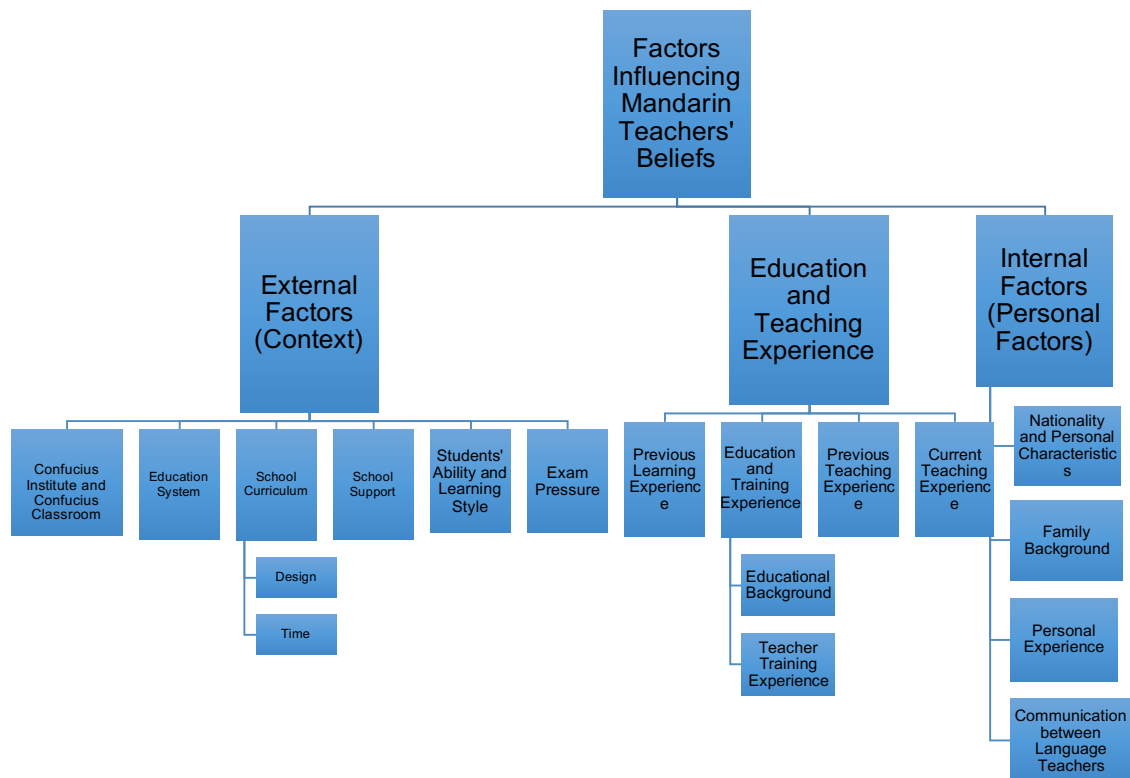 Factors
Influencing
Mandarin
Teachers'
Beliefs
External
Factors
(Context)
Education
and
Teaching
Experience
Internal
Factors
(Personal
Factors)
Confucius
Institute and
Confucius
Classroom
Education
System
School
Curriculum
School
Support
Students'
Ability and
Learning
Style
Exam
Pressure
Previous
Learning
Experienc
e
Education
and
Training
Experience
Previous
Teaching
Experienc
e
Current
Teaching
Experienc
e
Nationality
and Personal
Characteristic
s
Design
Time
Educational
Background
Teacher
Training
Experience
Family
Background
Personal
Experience
Communication
between
Language
Teachers